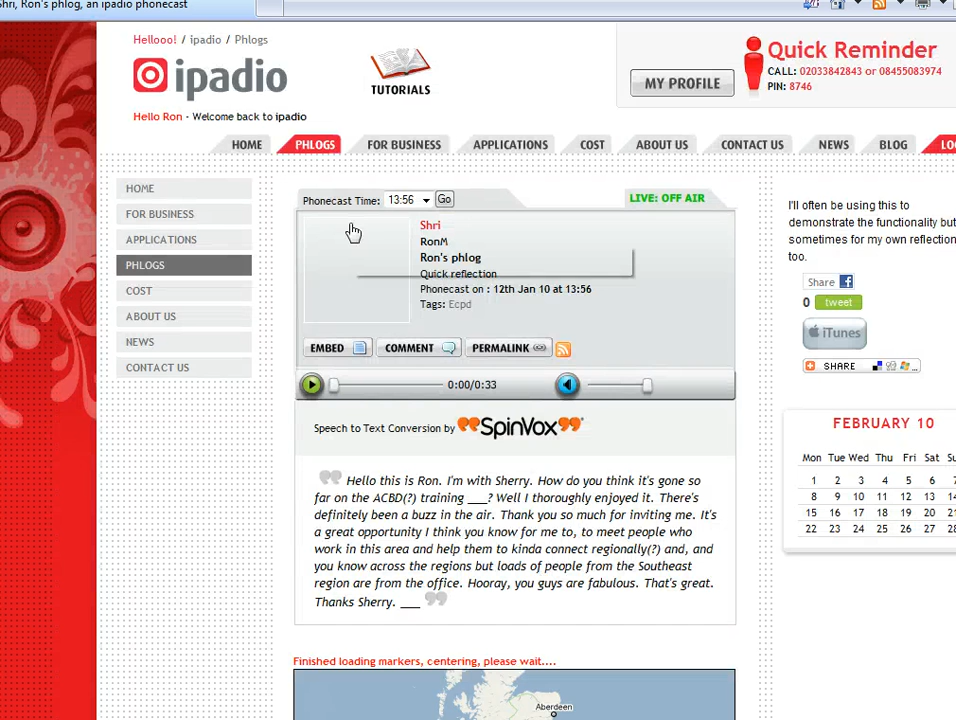 Shri, Ron's phlog, an ipadio phonecast
Hellooo! / ipadio / Phlogs
ipadio
TUTORIALS
Hello Ron - Welcome back to ipadio
MY PROFILE
Quick Reminder
CALL: 02033842843 or 08455083974
PIN: 8746
HOME PHLOGS FOR BUSINESS APPLICATIONS COST ABOUT US CONTACT US NEWS BLOG LO
HOME
FOR BUSINESS
APPLICATIONS
PHLOGS
COST
ABOUT US
NEWS
CONTACT US
Phonecast Time: 13:56 Go
LIVE: OFF AIR
Shri
RonM
Ron's phlog
Quick reflection
Phonecast on : 12th Jan 10 at 13:56
Tags: Ecpd
EMBED COMMENT PERMALINK
0:00/0:33
Speech to Text Conversion by SpinVox
Hello this is Ron. I'm with Sherry. How do you think it's gone so
far on the ACBD(?) training ___? Well I thoroughly enjoyed it. There's
definitely been a buzz in the air. Thank you so much for inviting me. It's
a great opportunity I think you know for me to, to meet people who
work in this area and help them to kinda connect regionally(?) and, and
you know across the regions but loads of people from the Southeast
region are from the office. Hooray, you guys are fabulous. That's great.
Thanks Sherry. ___
Finished loading markers, centering, please wait....
Aberdeen
I'll often be using this to
demonstrate the functionality but
sometimes for my own reflection
too.
Share
0 tweet
iTunes
SHARE
FEBRUARY 10
Mon Tue Wed Thu Fri Sat Su
1 2 3 4 5 6 7
8 9 10 11 12 13 14
15 16 17 18 19 20 21
22 23 24 25 26 27 28